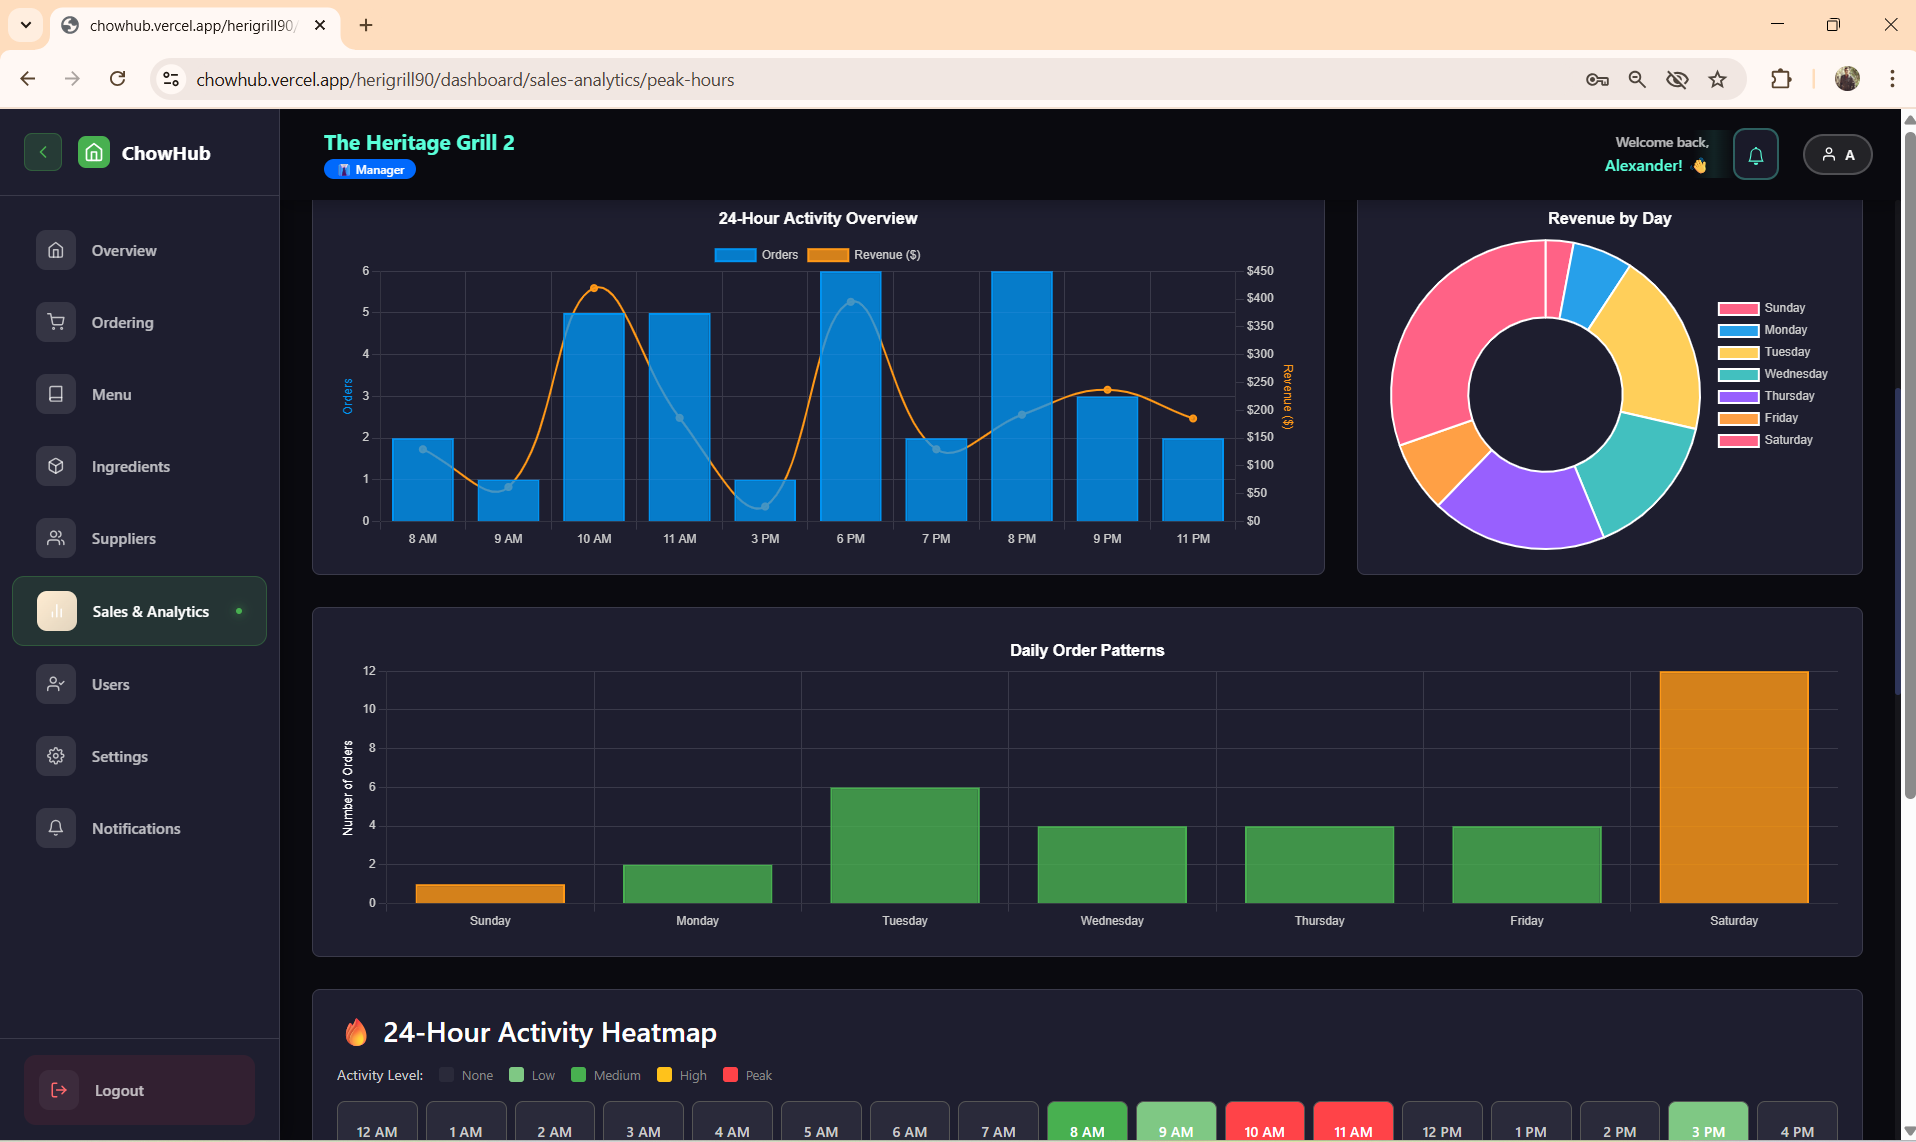 chowhub.vercel.app/herigrill90/
chowhub.vercel.app/herigrill90/dashboard/sales-analytics/peak-hours
ChowHub
The Heritage Grill 2
Manager
Welcome back,
Alexander!
A
Overview
Ordering
Menu
Ingredients
Suppliers
Sales & Analytics
Users
Settings
Notifications
Logout
24-Hour Activity Overview
Orders
Revenue ($)
6
5
4
3
2
1
0
Orders
$450
$400
$350
$300
$250
$200
$150
$100
$50
$0
Revenue ($)
8 AM
9 AM
10 AM
11 AM
3 PM
6 PM
7 PM
8 PM
9 PM
11 PM
Revenue by Day
Sunday
Monday
Tuesday
Wednesday
Thursday
Friday
Saturday
Daily Order Patterns
12
10
8
6
4
2
0
Number of Orders
Sunday
Monday
Tuesday
Wednesday
Thursday
Friday
Saturday
24-Hour Activity Heatmap
Activity Level:
None
Low
Medium
High
Peak
12 AM
1 AM
2 AM
3 AM
4 AM
5 AM
6 AM
7 AM
8 AM
9 AM
10 AM
11 AM
12 PM
1 PM
2 PM
3 PM
4 PM